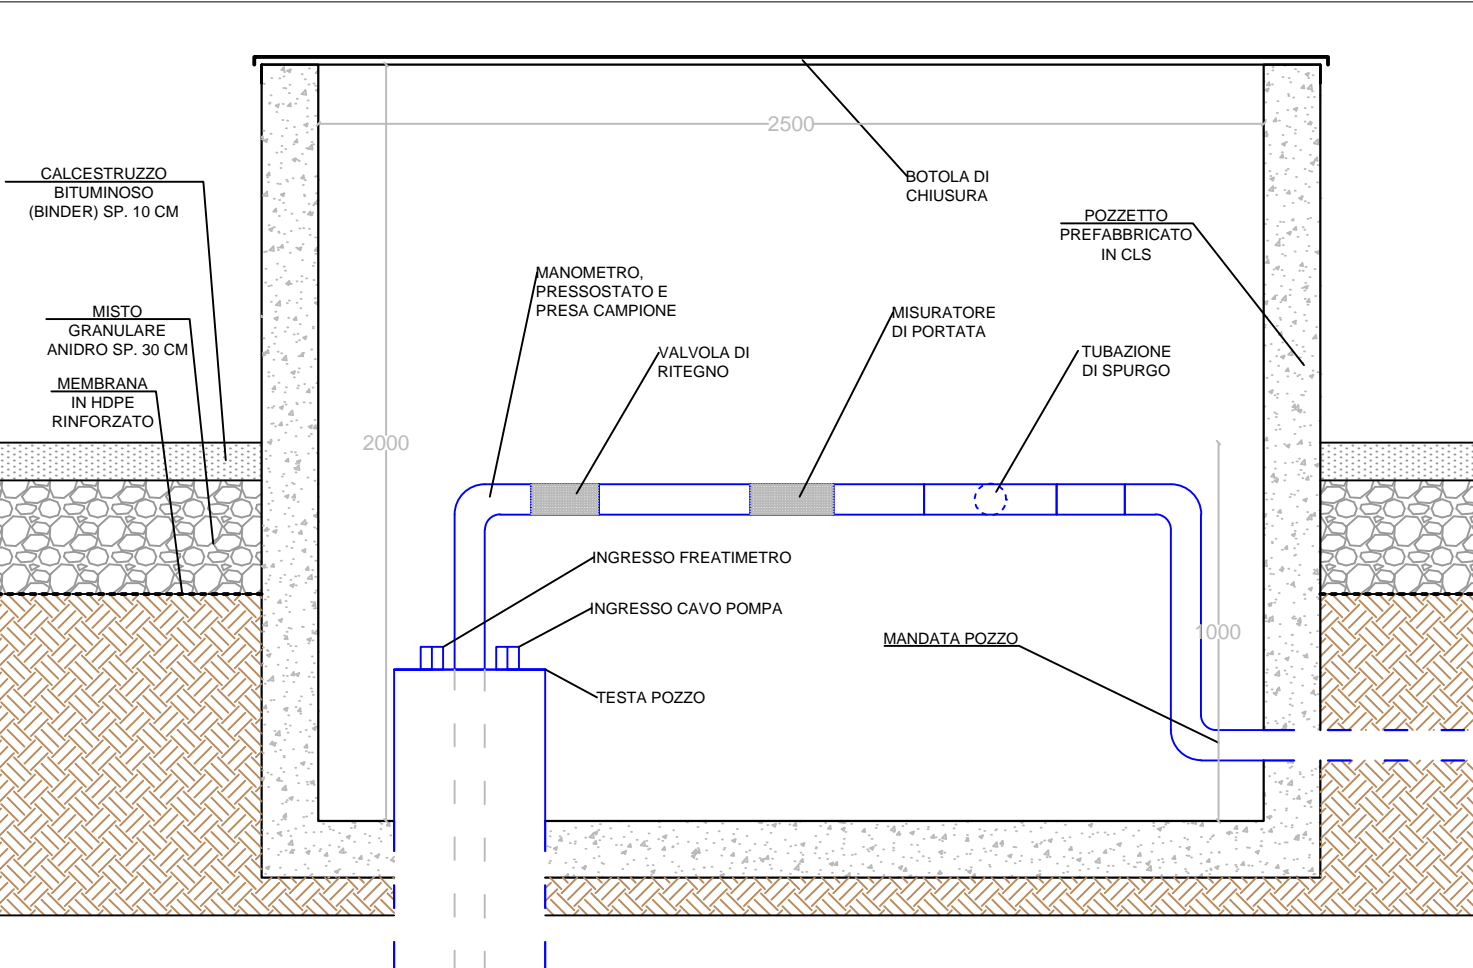 2500
CALCESTRUZZO
BITUMINOSO
(BINDER) SP. 10 CM
BOTOLA DI
CHIUSURA
POZZETTO
PREFABBRICATO
IN CLS
MANOMETRO,
PRESSOSTATO E
PRESA CAMPIONE
MISTO
GRANULARE
ANIDRO SP. 30 CM
MISURATORE
DI PORTATA
VALVOLA DI
RITEGNO
TUBAZIONE
DI SPURGO
MEMBRANA
IN HDPE
RINFORZATO
2000
INGRESSO FREATIMETRO
INGRESSO CAVO POMPA
MANDATA POZZO
1000
TESTA POZZO